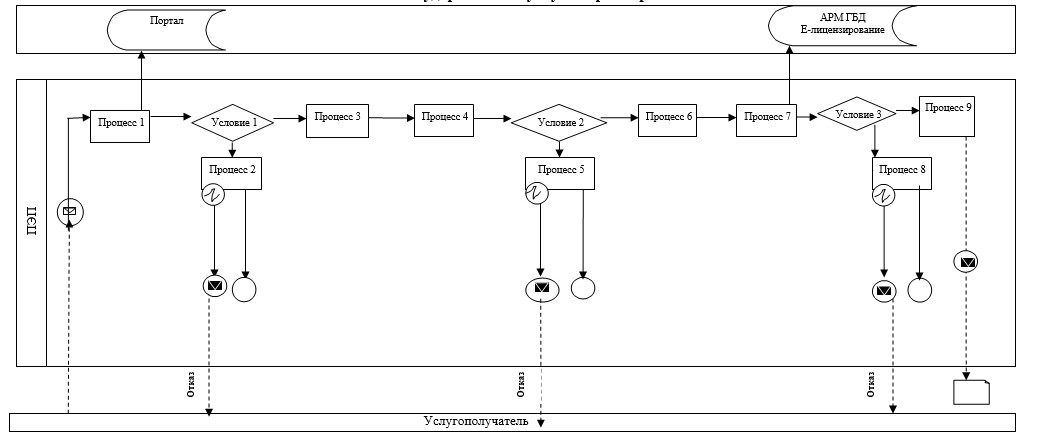 Портал
АРМ ГБД
Е-лицензирование
ПЭП
Процесс 1
Условие 1
Процесс 3
Процесс 4
Условие 2
Процесс 6
Процесс 7
Условие 3
Процесс 9
Процесс 2
Процесс 5
Процесс 8
Отказ
Отказ
Отказ
Услугополучатель